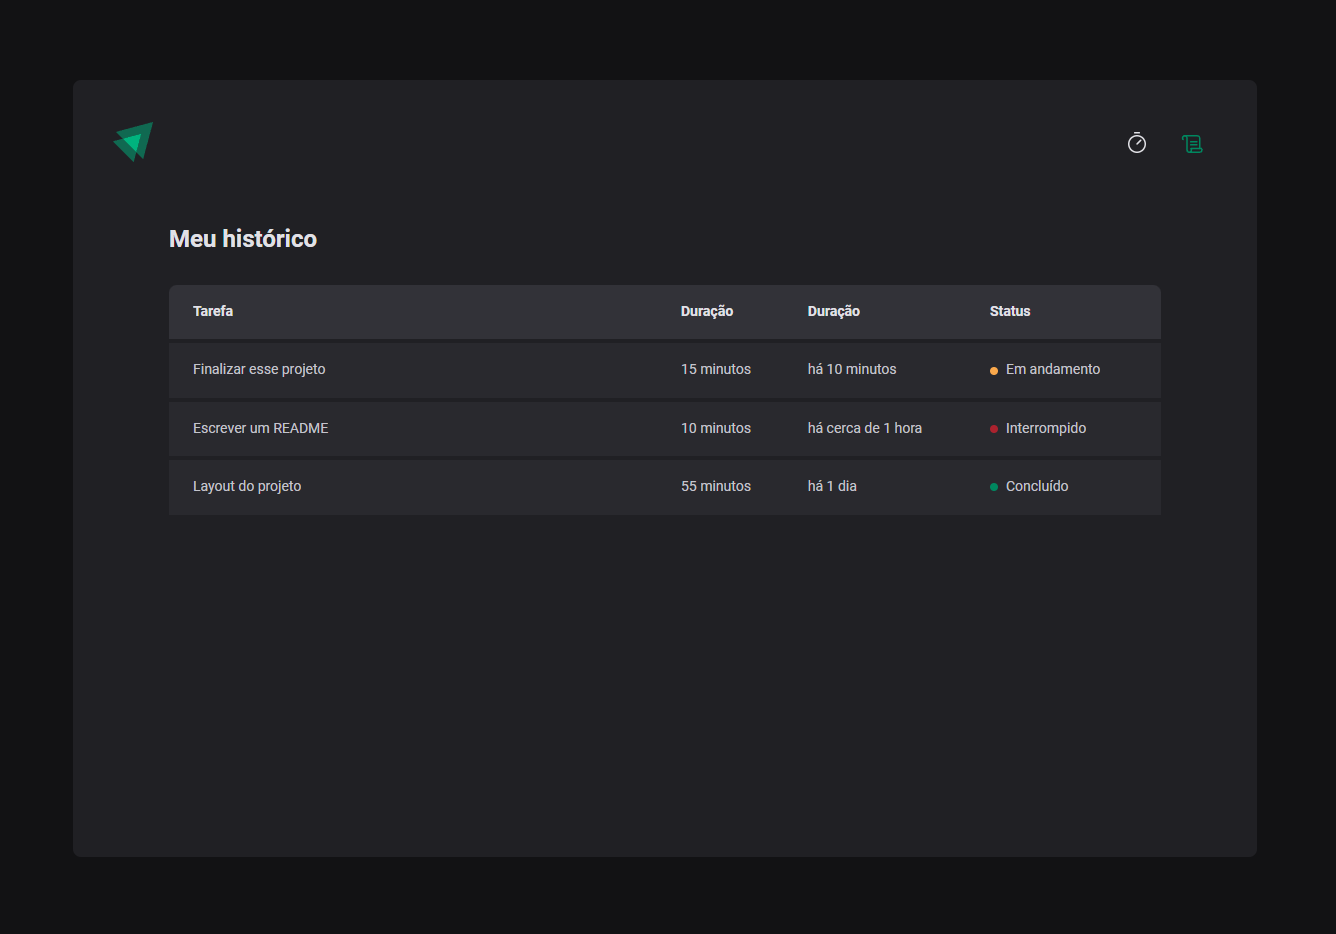 Meu histórico
Tarefa Duração Duração Status
Finalizar esse projeto 15 minutos há 10 minutos Em andamento
Escrever um README 10 minutos há cerca de 1 hora Interrompido
Layout do projeto 55 minutos há 1 dia Concluído